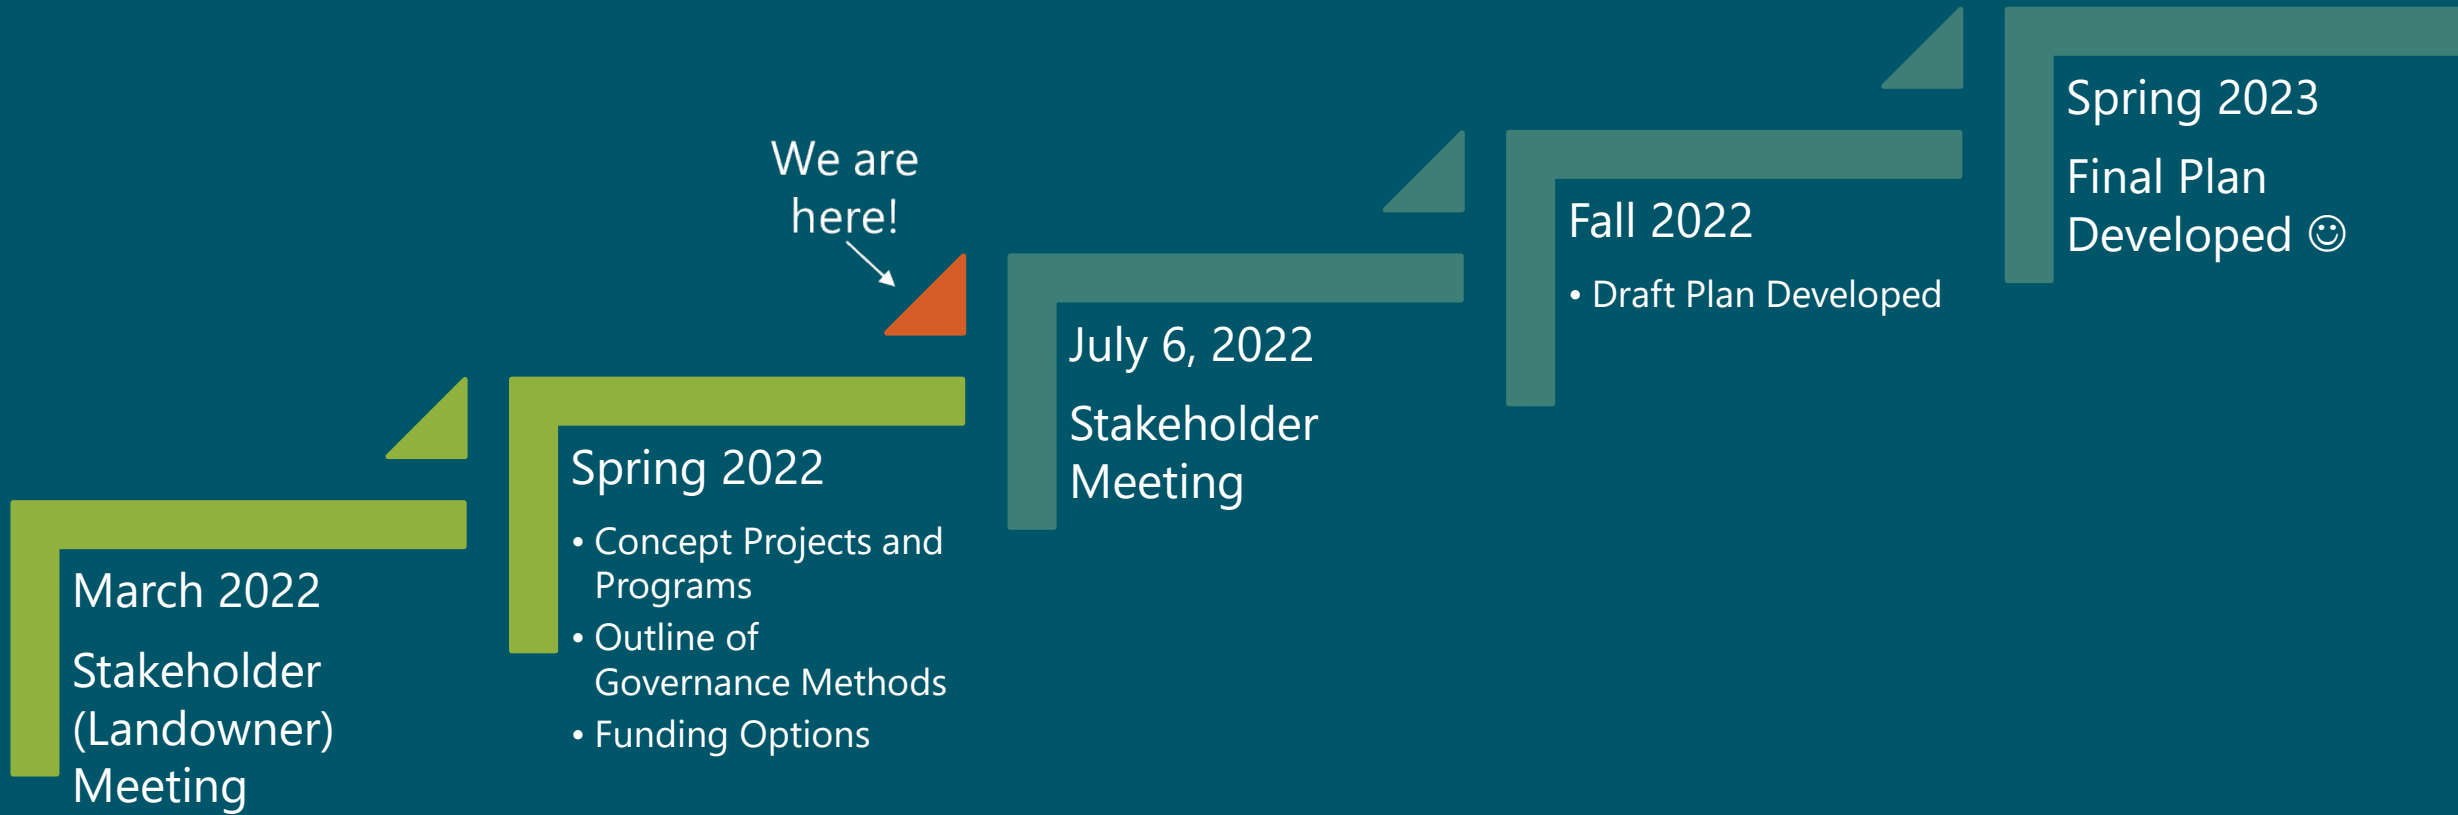 March 2022
Stakeholder
(Landowner)
Meeting
Spring 2022
• Concept Projects and
Programs
• Outline of
Governance Methods
• Funding Options
We are
here!
July 6, 2022
Stakeholder
Meeting
Fall 2022
• Draft Plan Developed
Spring 2023
Final Plan
Developed ☺